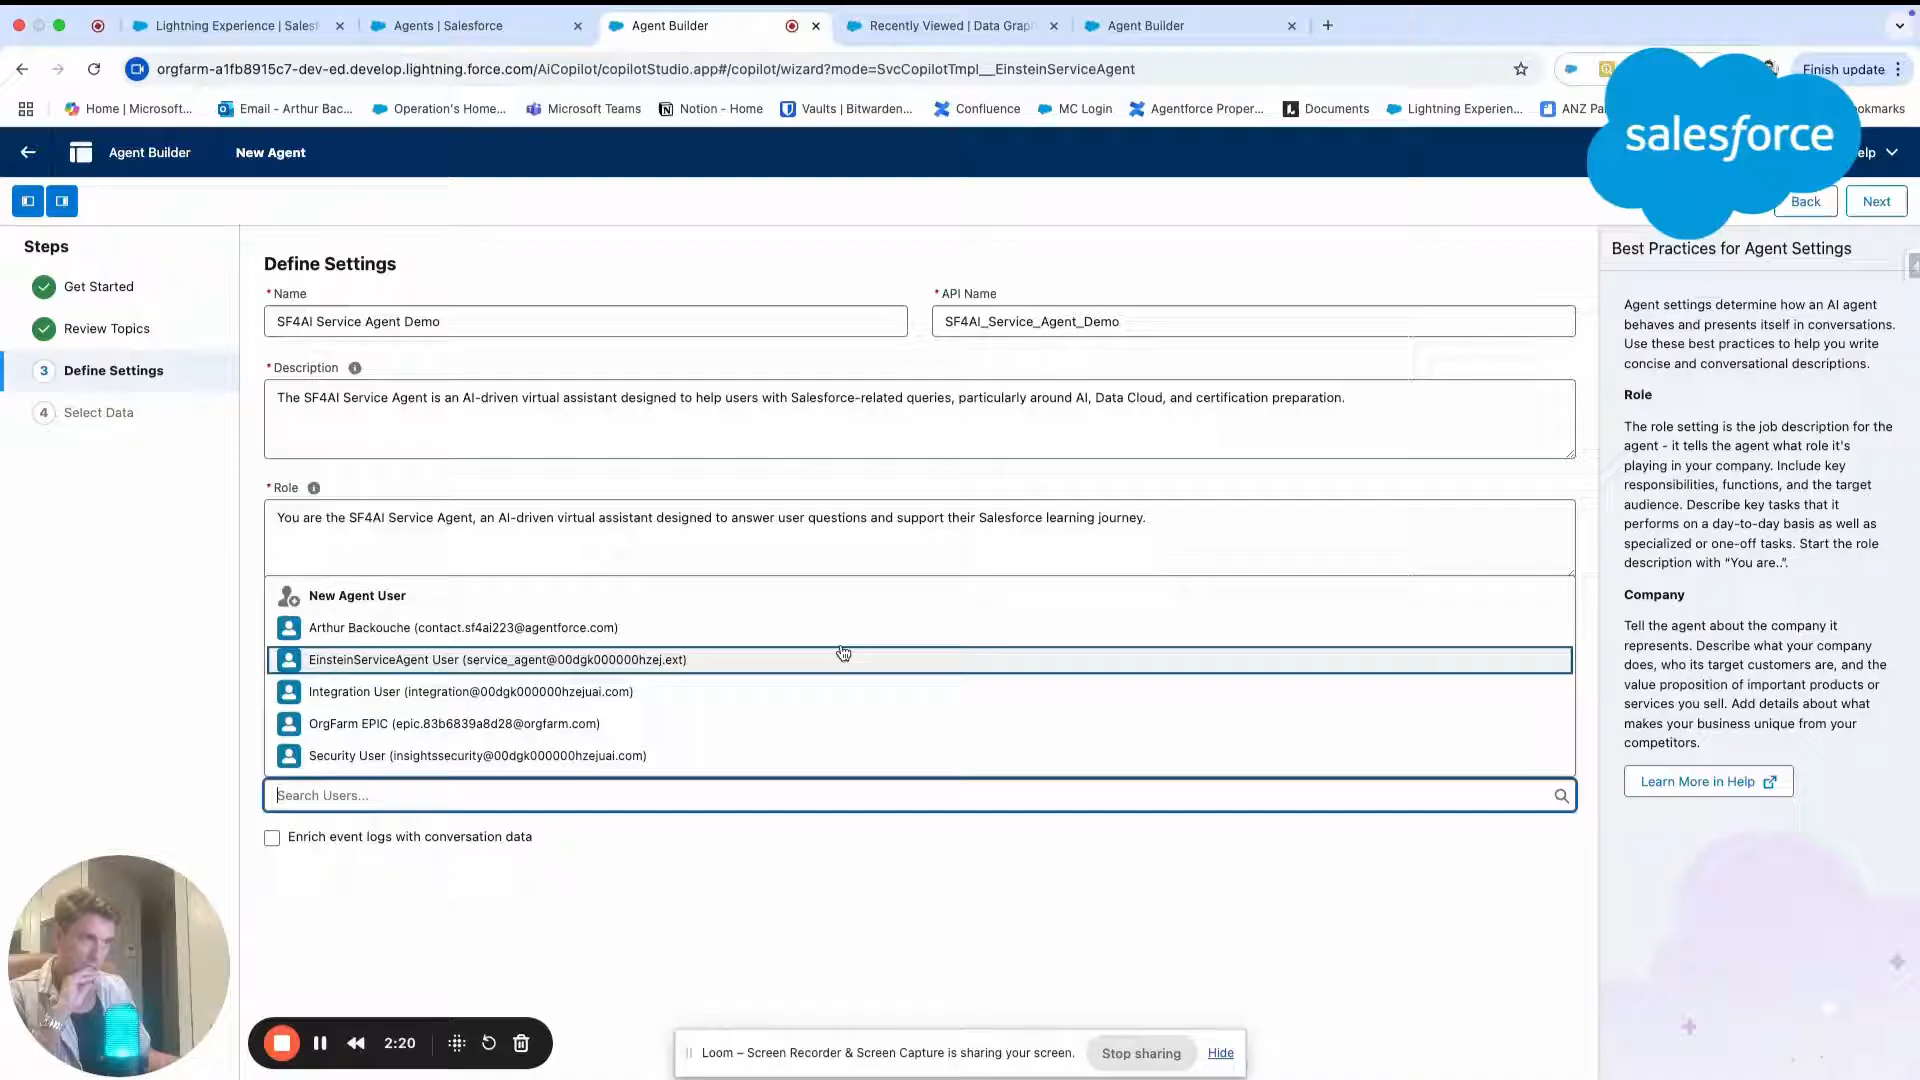 Lightning Experience | Salesf
Agents | Salesforce
Agent Builder
Recently Viewed | Data Grap
Agent Builder
orgfarm-a1fb8915c7-dev-ed.develop.lightning.force.com/AiCopilot/copilotStudio.app#/copilot/wizard?mode=SvcCopilotTmpl__EinsteinServiceAgent
Finish update
Home | Microsoft...
Email - Arthur Bac...
Operation's Home...
Microsoft Teams
Notion - Home
Vaults | Bitwarden...
Confluence
MC Login
Agentforce Proper...
Documents
Lightning Experien...
ANZ Pa
ookmarks
salesforce
Agent Builder
New Agent
elp
Back
Next
Steps
Get Started
Review Topics
3 Define Settings
4 Select Data
Define Settings
* Name
SF4AI Service Agent Demo
* API Name
SF4AI_Service_Agent_Demo
* Description
The SF4AI Service Agent is an AI-driven virtual assistant designed to help users with Salesforce-related queries, particularly around AI, Data Cloud, and certification preparation.
* Role
You are the SF4AI Service Agent, an AI-driven virtual assistant designed to answer user questions and support their Salesforce learning journey.
New Agent User
Arthur Backouche (contact.sf4ai223@agentforce.com)
EinsteinServiceAgent User (service_agent@00dgk000000hzej.ext)
Integration User (integration@00dgk000000hzejuai.com)
OrgFarm EPIC (epic.83b6839a8d28@orgfarm.com)
Security User (insightssecurity@00dgk000000hzejuai.com)
Search Users...
Enrich event logs with conversation data
Best Practices for Agent Settings
Agent settings determine how an AI agent
behaves and presents itself in conversations.
Use these best practices to help you write
concise and conversational descriptions.
Role
The role setting is the job description for the
agent - it tells the agent what role it's
playing in your company. Include key
responsibilities, functions, and the target
audience. Describe key tasks that it
performs on a day-to-day basis as well as
specialized or one-off tasks. Start the role
description with "You are..".
Company
Tell the agent about the company it
represents. Describe what your company
does, who its target customers are, and the
value proposition of important products or
services you sell. Add details about what
makes your business unique from your
competitors.
Learn More in Help
2:20
Loom – Screen Recorder & Screen Capture is sharing your screen.
Stop sharing
Hide